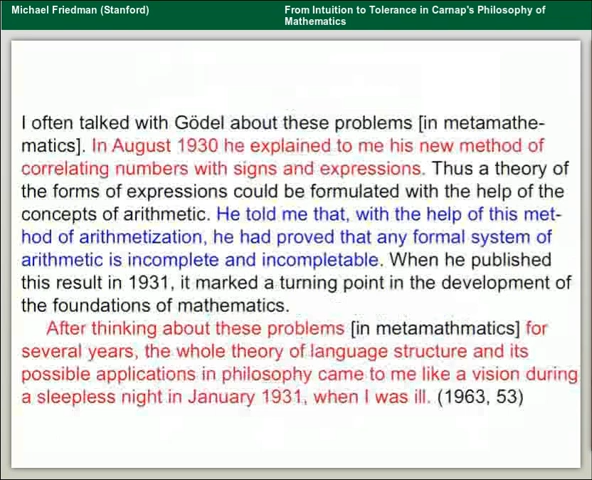 Michael Friedman (Stanford)
From Intuition to Tolerance in Carnap's Philosophy of
Mathematics
I often talked with Gödel about these problems [in metamathe-
matics]. In August 1930 he explained to me his new method of
correlating numbers with signs and expressions. Thus a theory of
the forms of expressions could be formulated with the help of the
concepts of arithmetic. He told me that, with the help of this met-
hod of arithmetization, he had proved that any formal system of
arithmetic is incomplete and incompletable. When he published
this result in 1931, it marked a turning point in the development of
the foundations of mathematics.
After thinking about these problems [in metamathmatics] for
several years, the whole theory of language structure and its
possible applications in philosophy came to me like a vision during
a sleepless night in January 1931, when I was ill. (1963, 53)